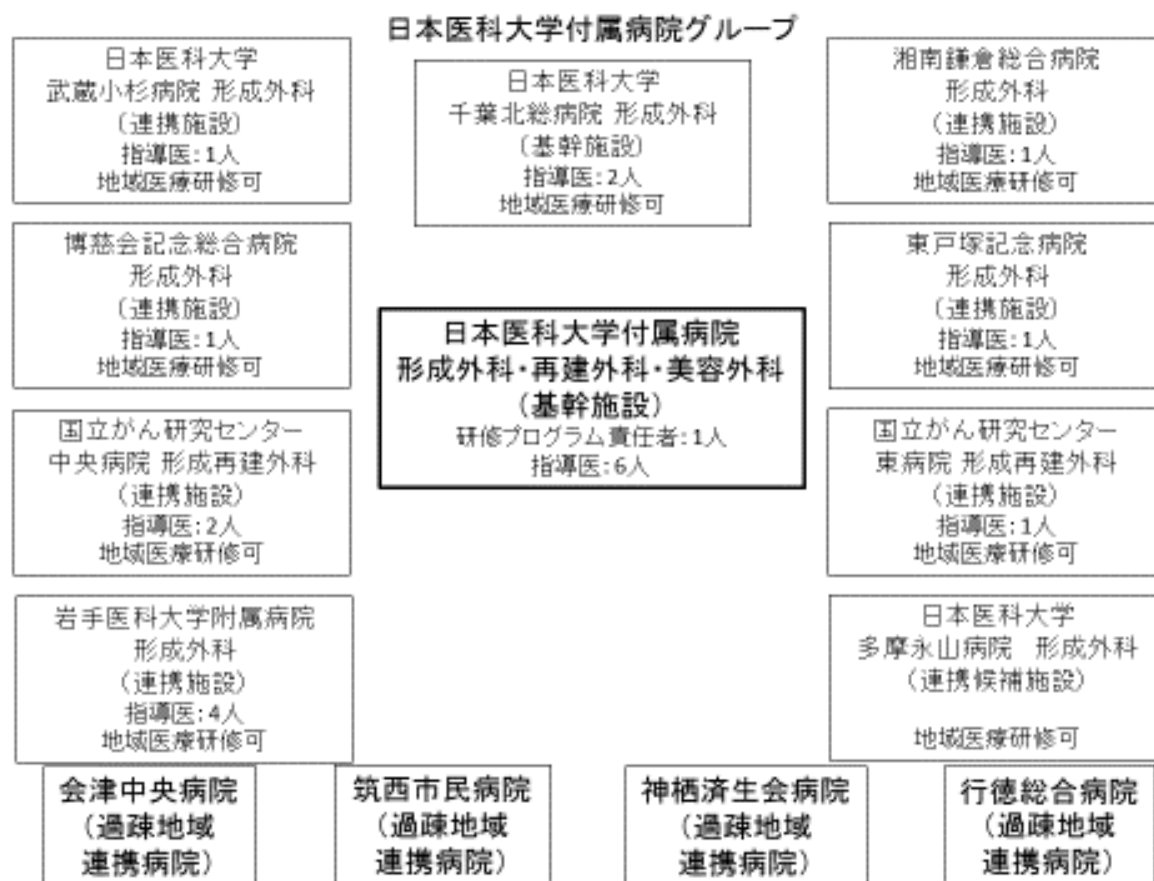 日本医科大学付属病院グループ
日本医科大学
武蔵小杉病院 形成外科
(連携施設)
指導医:1人
地域医療研修可
日本医科大学
千葉北総病院 形成外科
(基幹施設)
指導医:2人
地域医療研修可
湘南鎌倉総合病院
形成外科
(連携施設)
指導医:1人
地域医療研修可
博慈会記念総合病院
形成外科
(連携施設)
指導医:1人
地域医療研修可
日本医科大学付属病院
形成外科・再建外科・美容外科
(基幹施設)
研修プログラム責任者:1人
指導医:6人
東戸塚記念病院
形成外科
(連携施設)
指導医:1人
地域医療研修可
国立がん研究センター
中央病院 形成再建外科
(連携施設)
指導医:2人
地域医療研修可
国立がん研究センター
東病院 形成再建外科
(連携施設)
指導医:1人
地域医療研修可
岩手医科大学附属病院
形成外科
(連携施設)
指導医:4人
地域医療研修可
日本医科大学
多摩永山病院 形成外科
(連携候補施設)
地域医療研修可
会津中央病院
(過疎地域
連携病院)
筑西市民病院
(過疎地域
連携病院)
神栖済生会病院
(過疎地域
連携病院)
行徳総合病院
(過疎地域
連携病院)